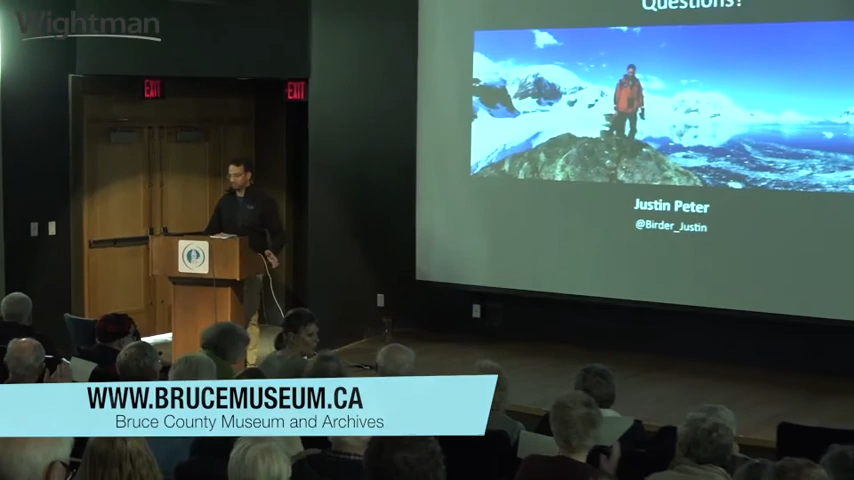 Wightman
Questions?
EXIT
EXIT
Justin Peter
@Birder_Justin
WWW.BRUCEMUSEUM.CA
Bruce County Museum and Archives